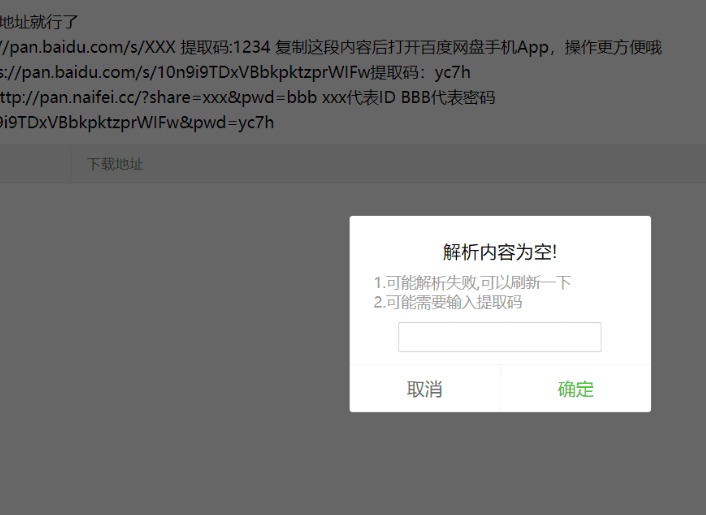 地址就行了
//pan.baidu.com/s/XXX 提取码:1234 复制这段内容后打开百度网盘手机App，操作更方便哦
s://pan.baidu.com/s/10n9i9TDxVBbkpktzprWIFw提取码：yc7h
ttp://pan.naifei.cc/?share=xxx&pwd=bbb xxx代表ID BBB代表密码
9i9TDxVBbkpktzprWIFw&pwd=yc7h
下载地址
解析内容为空!
1.可能解析失败,可以刷新一下
2.可能需要输入提取码
取消
确定